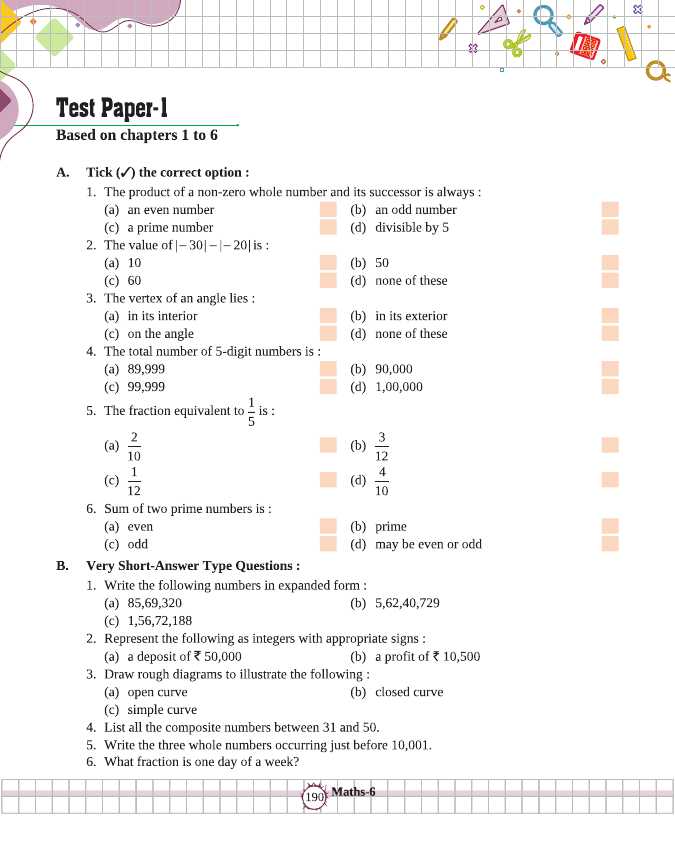 Test Paper-1
Based on chapters 1 to 6
A. Tick (✓) the correct option :
1. The product of a non-zero whole number and its successor is always :
(a) an even number (b) an odd number
(c) a prime number (d) divisible by 5
2. The value of |– 30| – |– 20| is :
(a) 10 (b) 50
(c) 60 (d) none of these
3. The vertex of an angle lies :
(a) in its interior (b) in its exterior
(c) on the angle (d) none of these
4. The total number of 5-digit numbers is :
(a) 89,999 (b) 90,000
(c) 99,999 (d) 1,00,000
5. The fraction equivalent to 1/5 is :
(a) 2/10 (b) 3/12
(c) 1/12 (d) 4/10
6. Sum of two prime numbers is :
(a) even (b) prime
(c) odd (d) may be even or odd
B. Very Short-Answer Type Questions :
1. Write the following numbers in expanded form :
(a) 85,69,320 (b) 5,62,40,729
(c) 1,56,72,188
2. Represent the following as integers with appropriate signs :
(a) a deposit of ₹ 50,000 (b) a profit of ₹ 10,500
3. Draw rough diagrams to illustrate the following :
(a) open curve (b) closed curve
(c) simple curve
4. List all the composite numbers between 31 and 50.
5. Write the three whole numbers occurring just before 10,001.
6. What fraction is one day of a week?
190 Maths-6